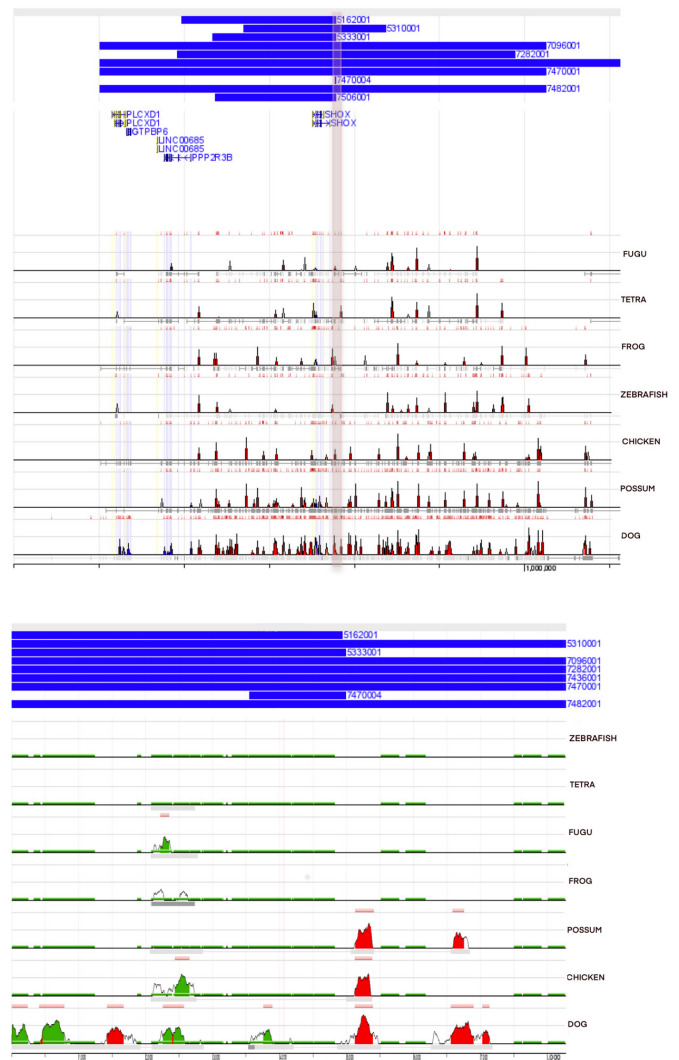 5162001
5310001
5333001
7096001
7282001
7470001
7470004
7482001
7506001
PLCXD1
SHOX
PLCXD1
SHOX
GTPBP6
LINC00685
LINC00685
PPP2R3B
FUGU
TETRA
FROG
ZEBRAFISH
CHICKEN
POSSUM
DOG
1,000,000
5162001
5310001
5333001
7096001
7282001
7436001
7470001
7470004
7482001
ZEBRAFISH
TETRA
FUGU
FROG
POSSUM
CHICKEN
DOG